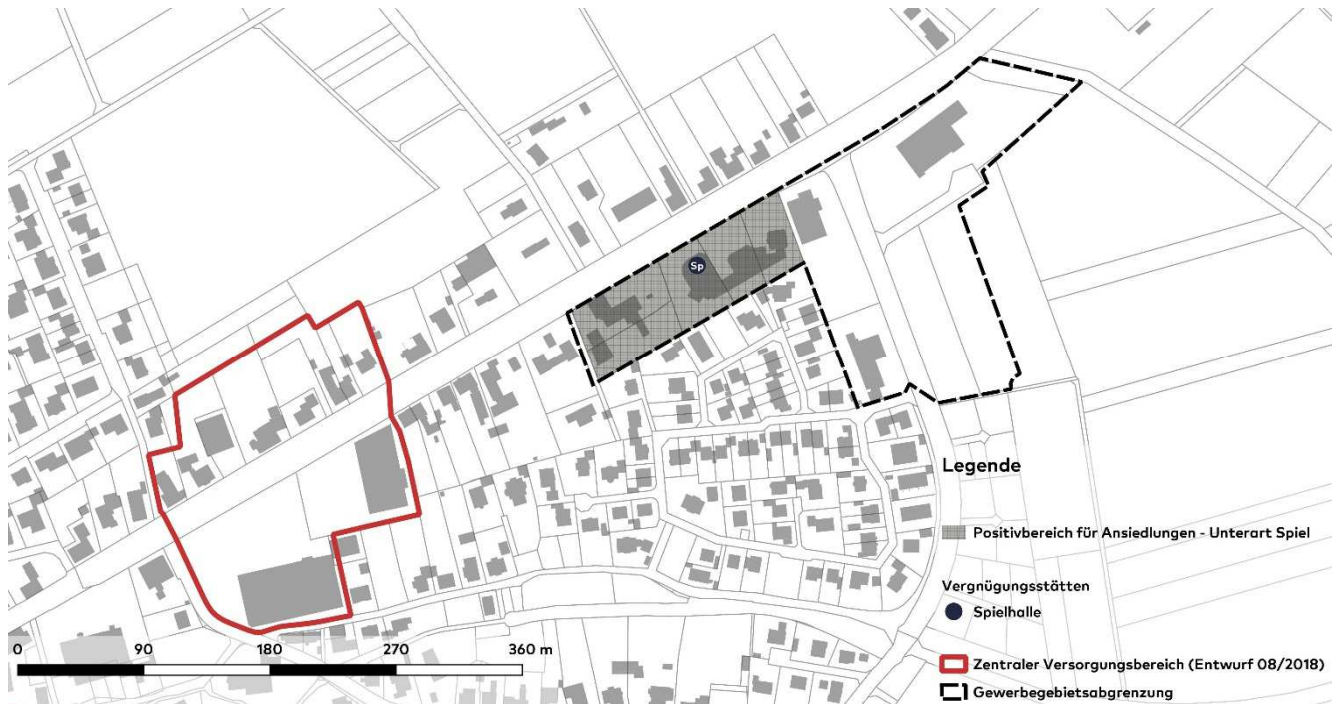 Sp
Legende
Positivbereich für Ansiedlungen - Unterart Spiel
Vergnügungsstätten
Spielhalle
Zentraler Versorgungsbereich (Entwurf 08/2018)
Gewerbegebietsabgrenzung
0 90 180 270 360 m